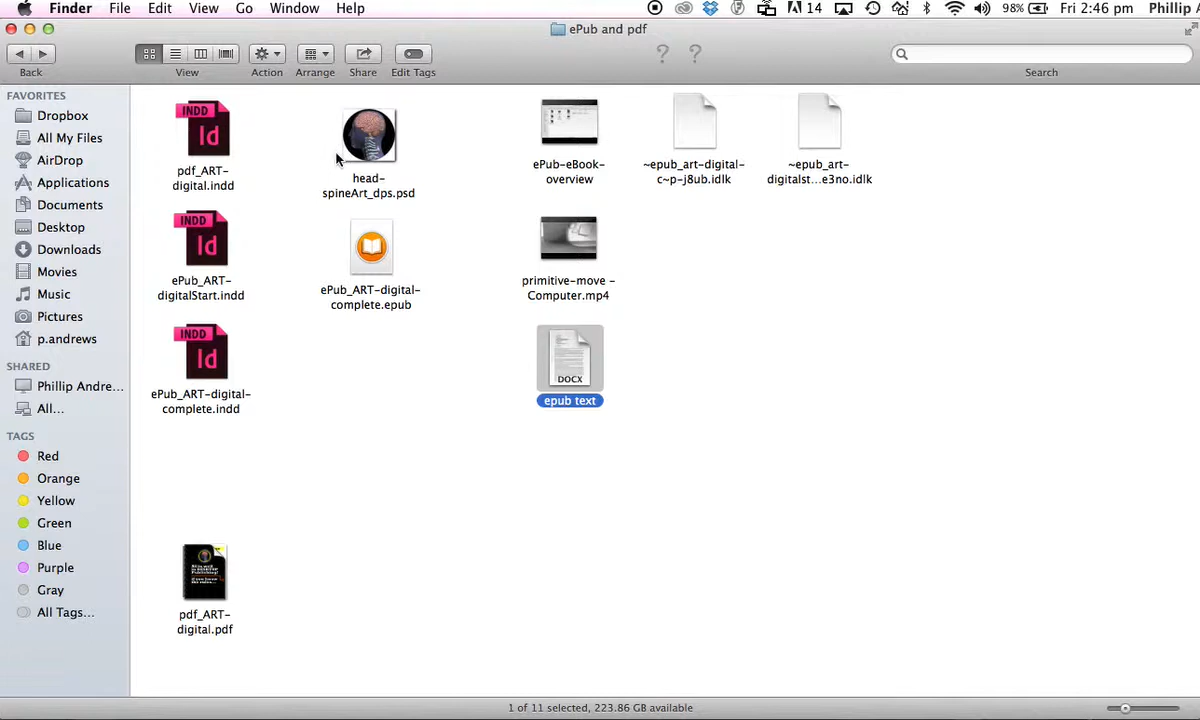 Finder File Edit View Go Window Help 14 98% Fri 2:46 pm Phillip A
ePub and pdf
Back View Action Arrange Share Edit Tags ? ? Search
FAVORITES
Dropbox
All My Files
AirDrop
Applications
Documents
Desktop
Downloads
Movies
Music
Pictures
p.andrews
SHARED
Phillip Andre...
All...
TAGS
Red
Orange
Yellow
Green
Blue
Purple
Gray
All Tags...
INDD
Id
pdf_ART-
digital.indd
head-
spineArt_dps.psd
ePub-eBook-
overview
~epub_art-digital-
c~p-j8ub.idlk
~epub_art-
digitalst...e3no.idlk
INDD
Id
ePub_ART-
digitalStart.indd
ePub_ART-digital-
complete.epub
primitive-move -
Computer.mp4
INDD
Id
ePub_ART-digital-
complete.indd
DOCX
epub text
pdf_ART-
digital.pdf
1 of 11 selected, 223.86 GB available